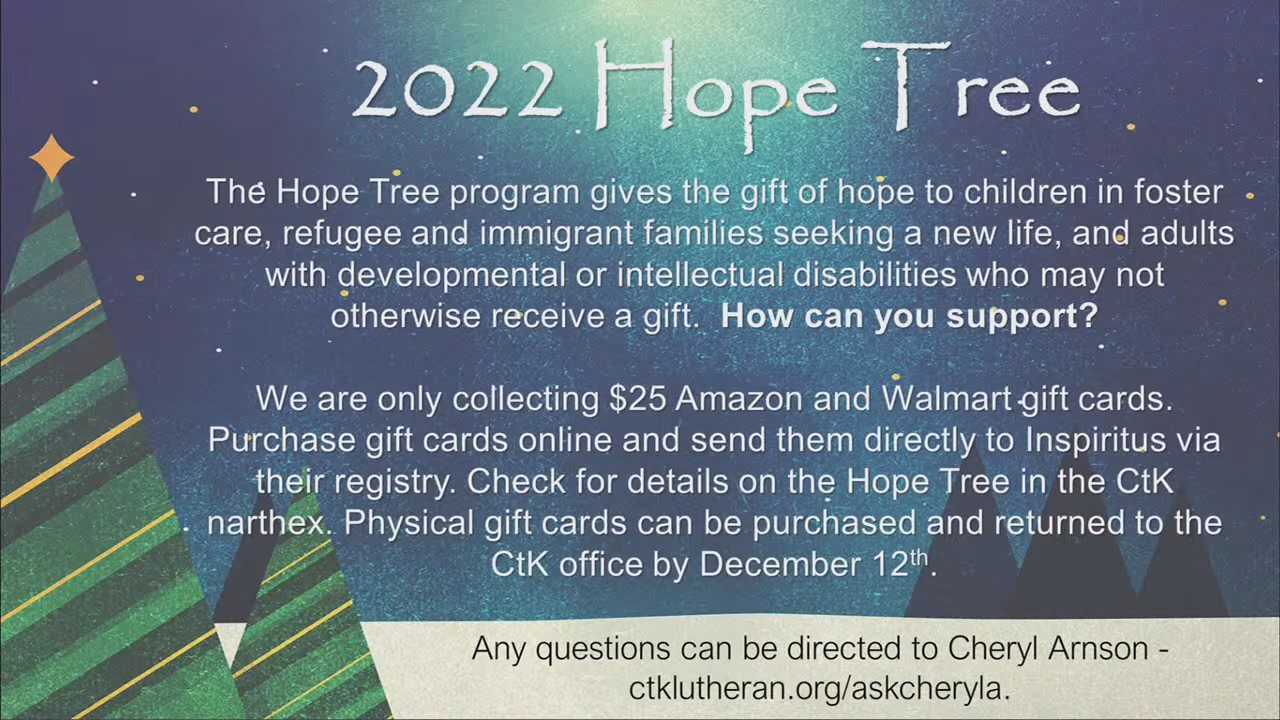 2022 Hope Tree
The Hope Tree program gives the gift of hope to children in foster
care, refugee and immigrant families seeking a new life, and adults
with developmental or intellectual disabilities who may not
otherwise receive a gift.  How can you support?
We are only collecting $25 Amazon and Walmart gift cards.
Purchase gift cards online and send them directly to Inspiritus via
their registry. Check for details on the Hope Tree in the CtK
narthex. Physical gift cards can be purchased and returned to the
CtK office by December 12th.
Any questions can be directed to Cheryl Arnson -
ctklutheran.org/askcheryla.